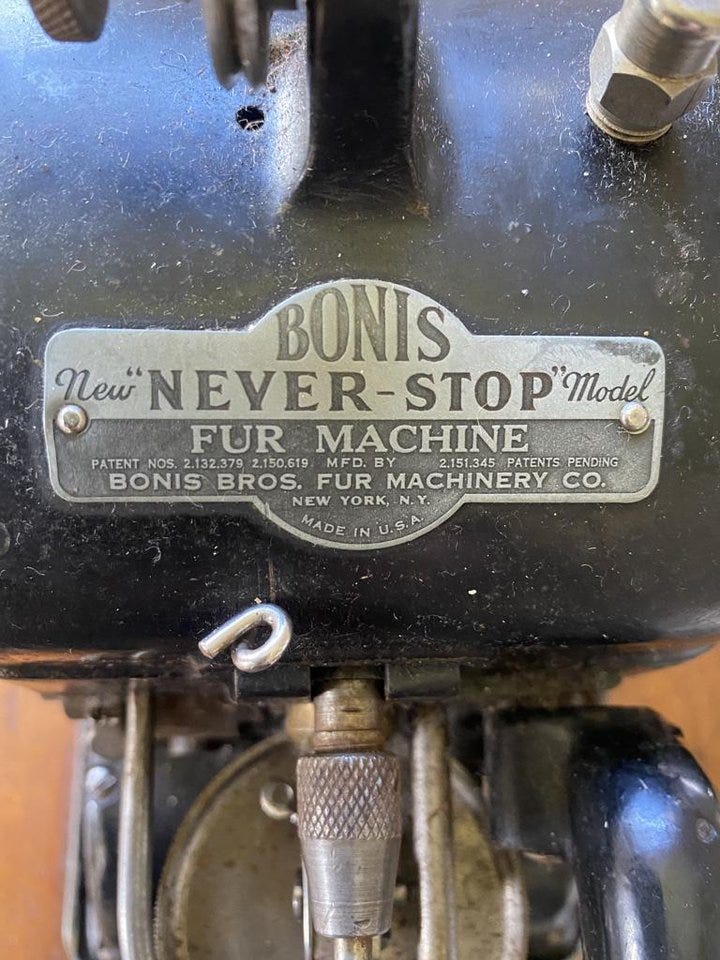 BONIS
New "NEVER-STOP" Model
FUR MACHINE
PATENT NOS. 2.132.379 2.150.619 MFD. BY 2.151.345 PATENTS PENDING
BONIS BROS. FUR MACHINERY CO.
NEW YORK, N.Y.
MADE IN U.S.A.